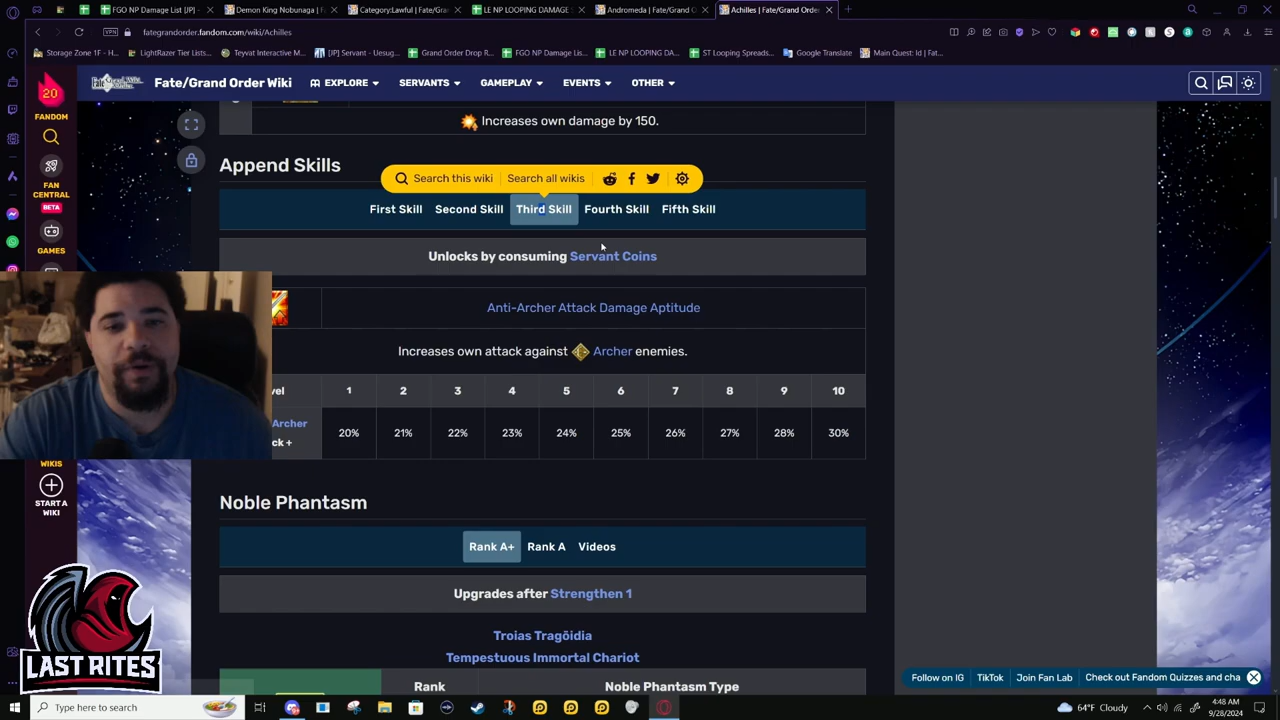 FGO NP Damage List [JP] -
Demon King Nobunaga | F
Category:Lawful | Fate/Gra
LE NP LOOPING DAMAGE
Andromeda | Fate/Grand O
Achilles | Fate/Grand Orde
VPN
fategrandorder.fandom.com/wiki/Achilles
Storage Zone 1F - H...
LightRazer Tier Lists...
Teyvat Interactive M...
[JP] Servant - Uesug...
Grand Order Drop R...
FGO NP Damage Lis...
LE NP LOOPING DA...
ST Looping Spreads...
Google Translate
Main Quest: Id | Fat...
20
FANDOM
FAN
CENTRAL
BETA
GAMES
WIKIS
START A
WIKI
Fate/Grand Order Wiki
EXPLORE
SERVANTS
GAMEPLAY
EVENTS
OTHER
Increases own damage by 150.
Append Skills
Search this wiki
Search all wikis
First Skill
Second Skill
Third Skill
Fourth Skill
Fifth Skill
Unlocks by consuming Servant Coins
Anti-Archer Attack Damage Aptitude
Increases own attack against Archer enemies.
vel 1 2 3 4 5 6 7 8 9 10
Archer
ck +
20% 21% 22% 23% 24% 25% 26% 27% 28% 30%
Noble Phantasm
Rank A+
Rank A
Videos
Upgrades after Strengthen 1
Troias Tragōidia
Tempestuous Immortal Chariot
Rank
Noble Phantasm Type
LAST RITES
Follow on IG
TikTok
Join Fan Lab
Check out Fandom Quizzes and cha
Type here to search
64°F Cloudy
4:48 AM
9/28/2024